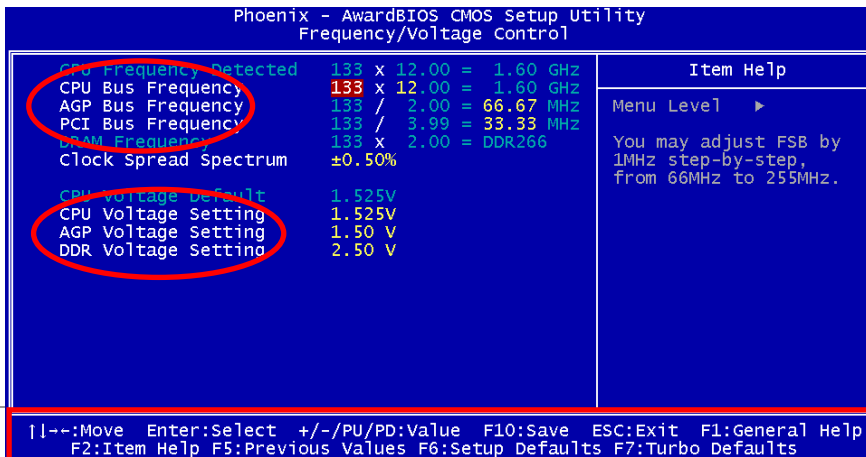 Phoenix - AwardBIOS CMOS Setup Utility
Frequency/Voltage Control
CPU Frequency Detected 133 x 12.00 = 1.60 GHz
CPU Bus Frequency 133 x 12.00 = 1.60 GHz
AGP Bus Frequency 133 / 2.00 = 66.67 MHz
PCI Bus Frequency 133 / 3.99 = 33.33 MHz
DRAM Frequency 133 x 2.00 = DDR266
Clock Spread Spectrum ±0.50%
CPU Voltage Default 1.525V
CPU Voltage Setting 1.525V
AGP Voltage Setting 1.50 V
DDR Voltage Setting 2.50 V
Item Help
Menu Level ►
You may adjust FSB by
1MHz step-by-step,
from 66MHz to 255MHz.
↑↓→←:Move Enter:Select +/-/PU/PD:Value F10:Save ESC:Exit F1:General Help
F2:Item Help F5:Previous Values F6:Setup Defaults F7:Turbo Defaults